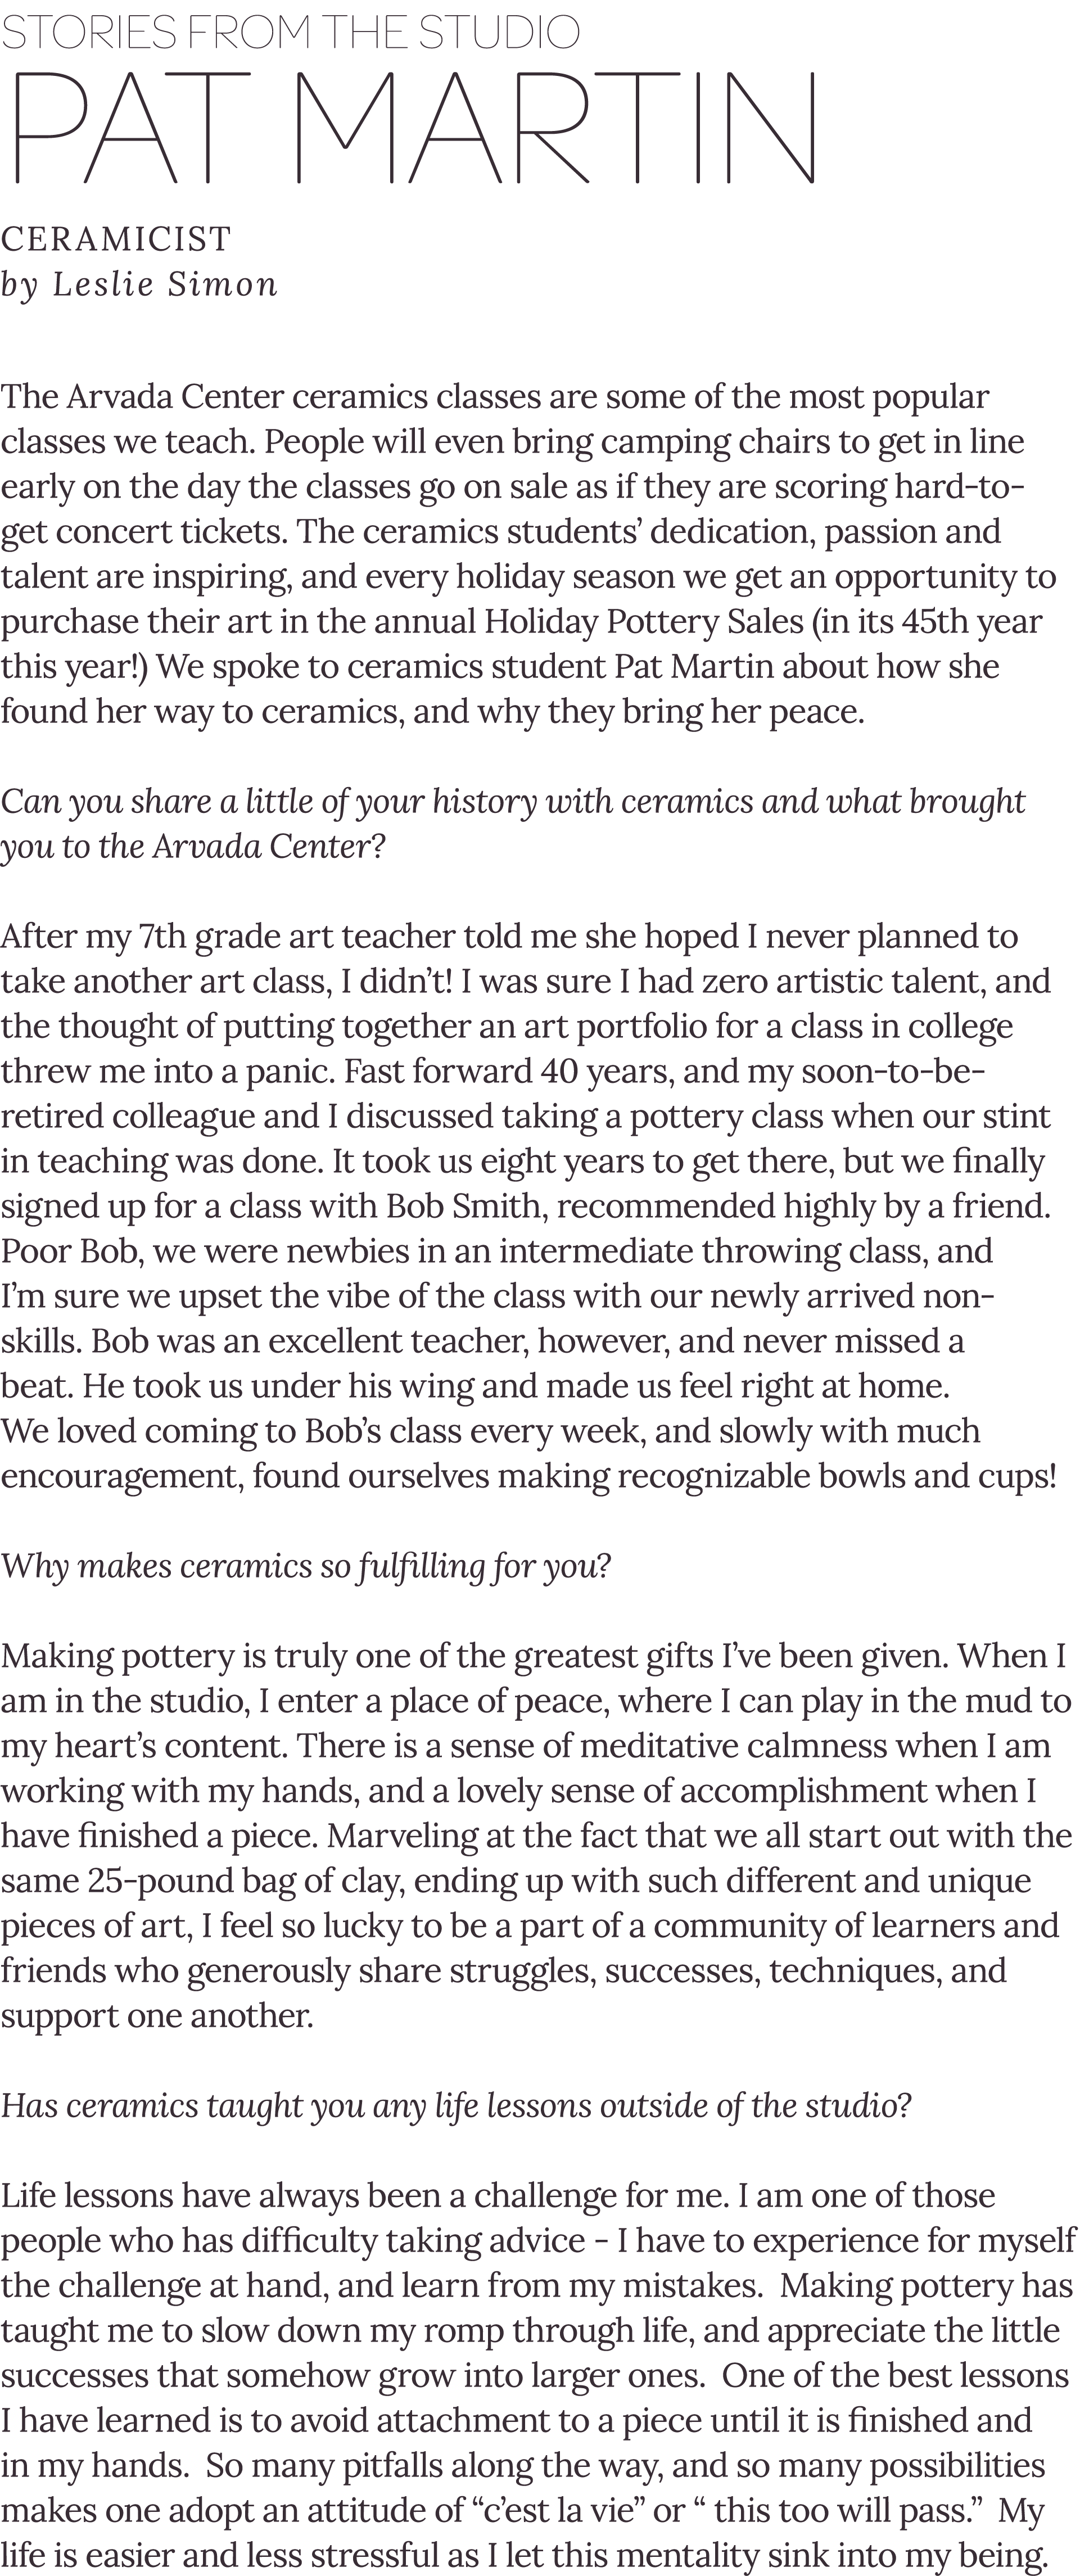 STORIES FROM THE STUDIO
PAT MARTIN
CERAMICIST
by Leslie Simon
The Arvada Center ceramics classes are some of the most popular
classes we teach. People will even bring camping chairs to get in line
early on the day the classes go on sale as if they are scoring hard-to-
get concert tickets. The ceramics students’ dedication, passion and
talent are inspiring, and every holiday season we get an opportunity to
purchase their art in the annual Holiday Pottery Sales (in its 45th year
this year!) We spoke to ceramics student Pat Martin about how she
found her way to ceramics, and why they bring her peace.
Can you share a little of your history with ceramics and what brought
you to the Arvada Center?
After my 7th grade art teacher told me she hoped I never planned to
take another art class, I didn’t! I was sure I had zero artistic talent, and
the thought of putting together an art portfolio for a class in college
threw me into a panic. Fast forward 40 years, and my soon-to-be-
retired colleague and I discussed taking a pottery class when our stint
in teaching was done. It took us eight years to get there, but we finally
signed up for a class with Bob Smith, recommended highly by a friend.
Poor Bob, we were newbies in an intermediate throwing class, and
I’m sure we upset the vibe of the class with our newly arrived non-
skills. Bob was an excellent teacher, however, and never missed a
beat. He took us under his wing and made us feel right at home.
We loved coming to Bob’s class every week, and slowly with much
encouragement, found ourselves making recognizable bowls and cups!
Why makes ceramics so fulfilling for you?
Making pottery is truly one of the greatest gifts I’ve been given. When I
am in the studio, I enter a place of peace, where I can play in the mud to
my heart’s content. There is a sense of meditative calmness when I am
working with my hands, and a lovely sense of accomplishment when I
have finished a piece. Marveling at the fact that we all start out with the
same 25-pound bag of clay, ending up with such different and unique
pieces of art, I feel so lucky to be a part of a community of learners and
friends who generously share struggles, successes, techniques, and
support one another.
Has ceramics taught you any life lessons outside of the studio?
Life lessons have always been a challenge for me. I am one of those
people who has difficulty taking advice - I have to experience for myself
the challenge at hand, and learn from my mistakes.  Making pottery has
taught me to slow down my romp through life, and appreciate the little
successes that somehow grow into larger ones.  One of the best lessons
I have learned is to avoid attachment to a piece until it is finished and
in my hands.  So many pitfalls along the way, and so many possibilities
makes one adopt an attitude of “c’est la vie” or “ this too will pass.”  My
life is easier and less stressful as I let this mentality sink into my being.